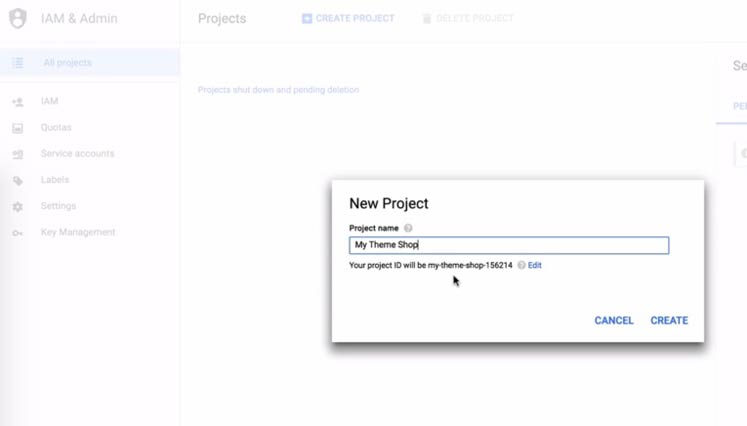 IAM & Admin
Projects
CREATE PROJECT
DELETE PROJECT
All projects
Projects shut down and pending deletion
IAM
Quotas
Service accounts
Labels
Settings
Key Management
New Project
Project name
My Theme Shop
Your project ID will be my-theme-shop-156214 Edit
CANCEL CREATE